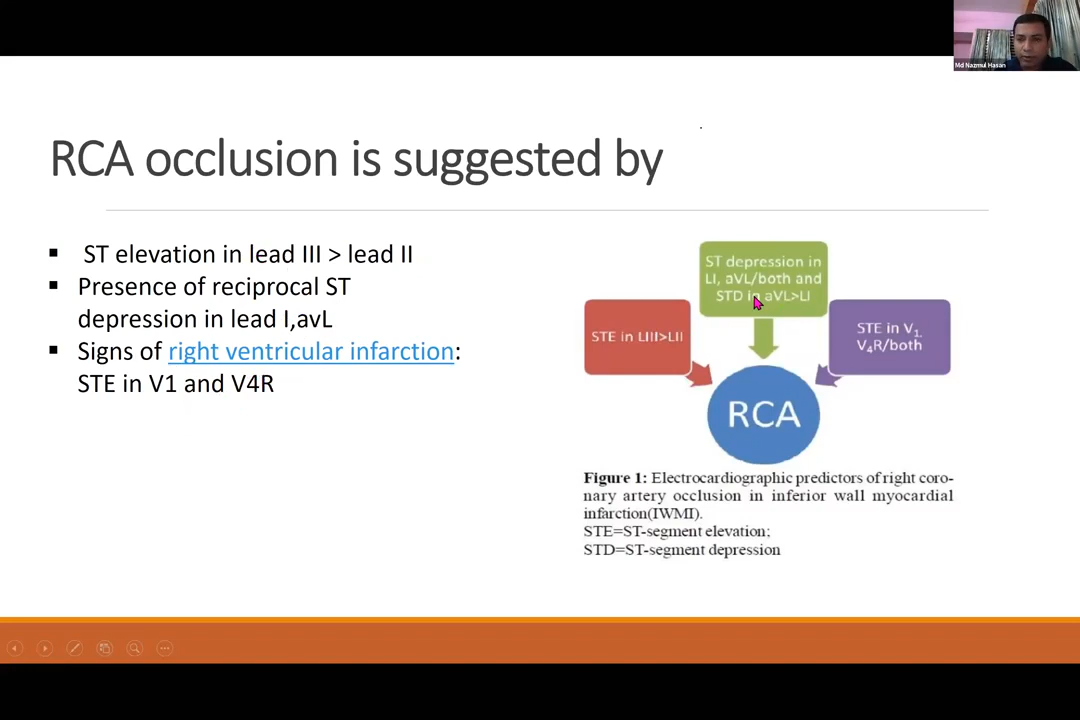 Md Nazmul Hasan
RCA occlusion is suggested by
▪ ST elevation in lead III > lead II
▪ Presence of reciprocal ST
depression in lead I,avL
▪ Signs of right ventricular infarction:
STE in V1 and V4R
ST depression in
LI, aVL/both and
STD in aVL>LI
STE in LIII>LII
STE in V1,
V4R/both
RCA
Figure 1: Electrocardiographic predictors of right coro-
nary artery occlusion in inferior wall myocardial
infarction(IWMI).
STE=ST-segment elevation;
STD=ST-segment depression